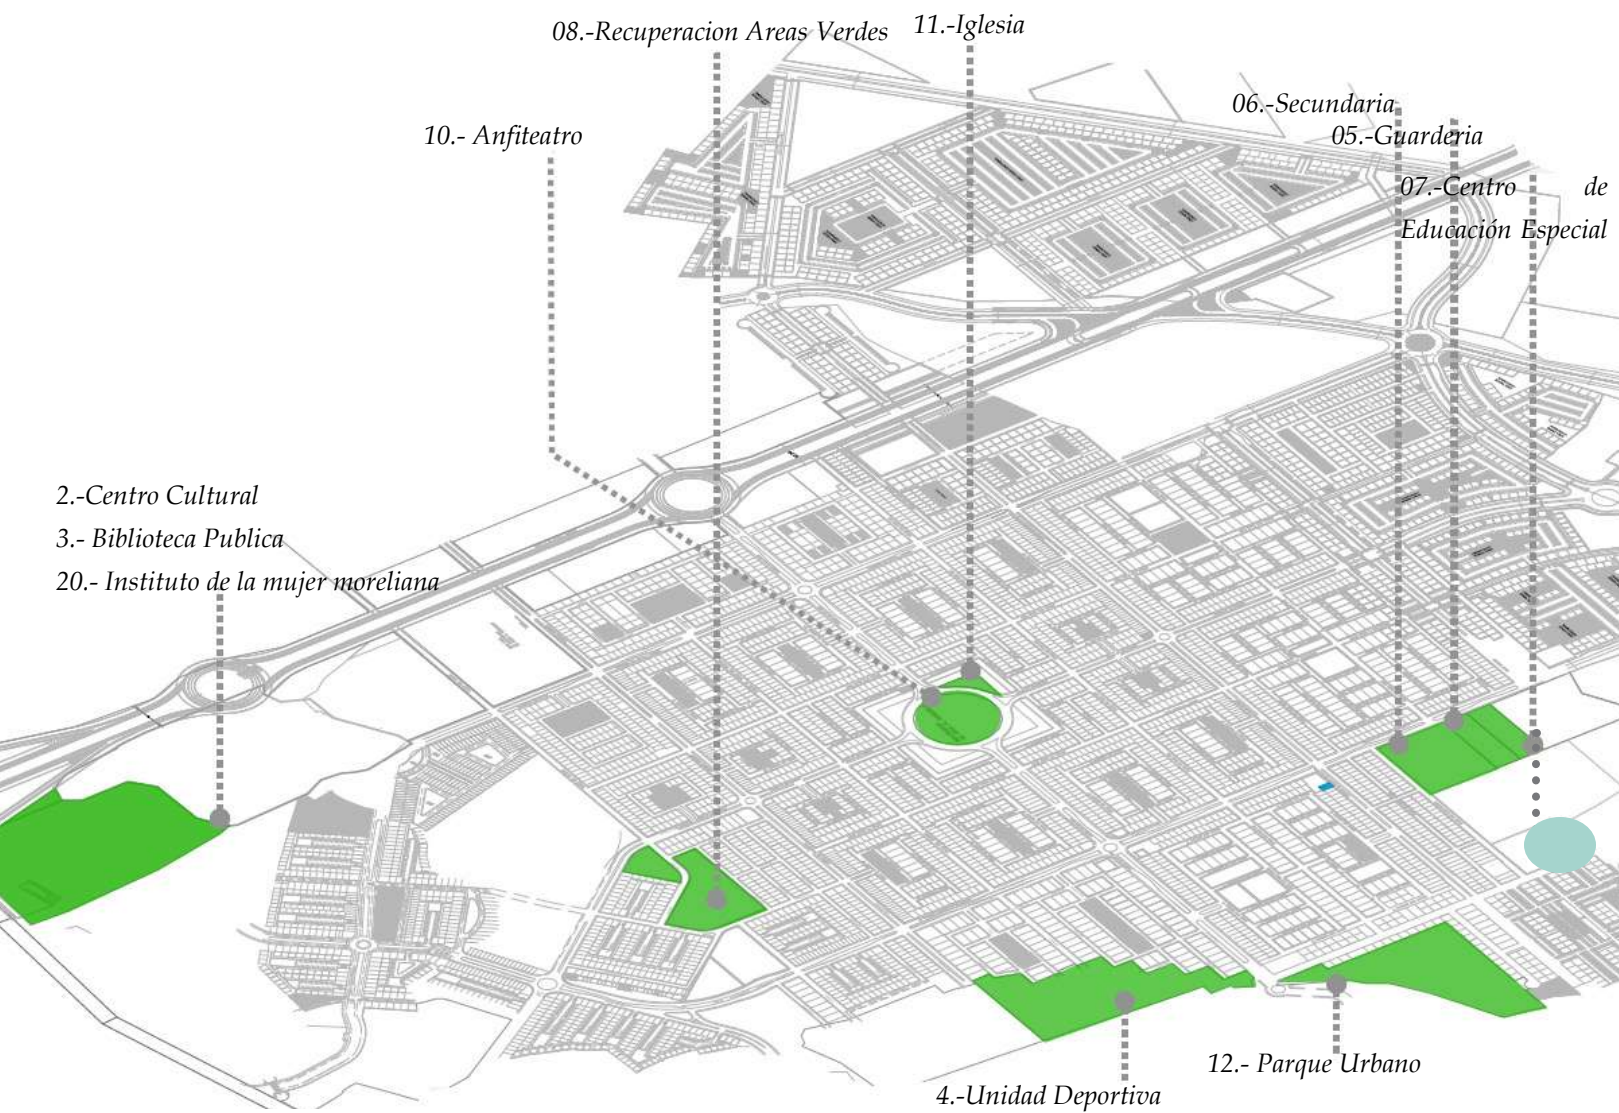 08.-Recuperacion Areas Verdes
11.-Iglesia
06.-Secundaria
05.-Guarderia
10.- Anfiteatro
07.-Centro de
Educación Especial
2.-Centro Cultural
3.- Biblioteca Publica
20.- Instituto de la mujer moreliana
12.- Parque Urbano
4.-Unidad Deportiva